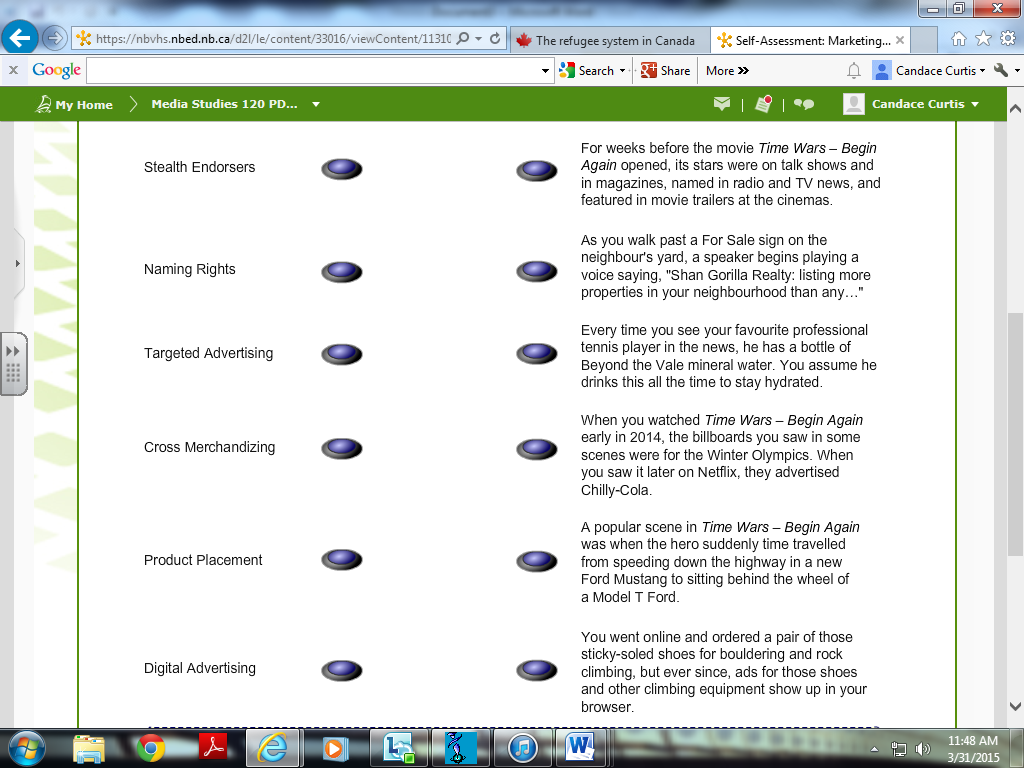 https://nbvhs.nbed.nb.ca/d2l/le/content/33016/viewContent/11310
The refugee system in Canada
Self-Assessment: Marketing...
x Google
Search
Share
More »
Candace Curtis
My Home
Media Studies 120 PD...
Candace Curtis
Stealth Endorsers
For weeks before the movie Time Wars – Begin
Again opened, its stars were on talk shows and
in magazines, named in radio and TV news, and
featured in movie trailers at the cinemas.
Naming Rights
As you walk past a For Sale sign on the
neighbour's yard, a speaker begins playing a
voice saying, "Shan Gorilla Realty: listing more
properties in your neighbourhood than any…"
Targeted Advertising
Every time you see your favourite professional
tennis player in the news, he has a bottle of
Beyond the Vale mineral water. You assume he
drinks this all the time to stay hydrated.
Cross Merchandizing
When you watched Time Wars – Begin Again
early in 2014, the billboards you saw in some
scenes were for the Winter Olympics. When
you saw it later on Netflix, they advertised
Chilly-Cola.
Product Placement
A popular scene in Time Wars – Begin Again
was when the hero suddenly time travelled
from speeding down the highway in a new
Ford Mustang to sitting behind the wheel of
a Model T Ford.
Digital Advertising
You went online and ordered a pair of those
sticky-soled shoes for bouldering and rock
climbing, but ever since, ads for those shoes
and other climbing equipment show up in your
browser.
11:48 AM
3/31/2015